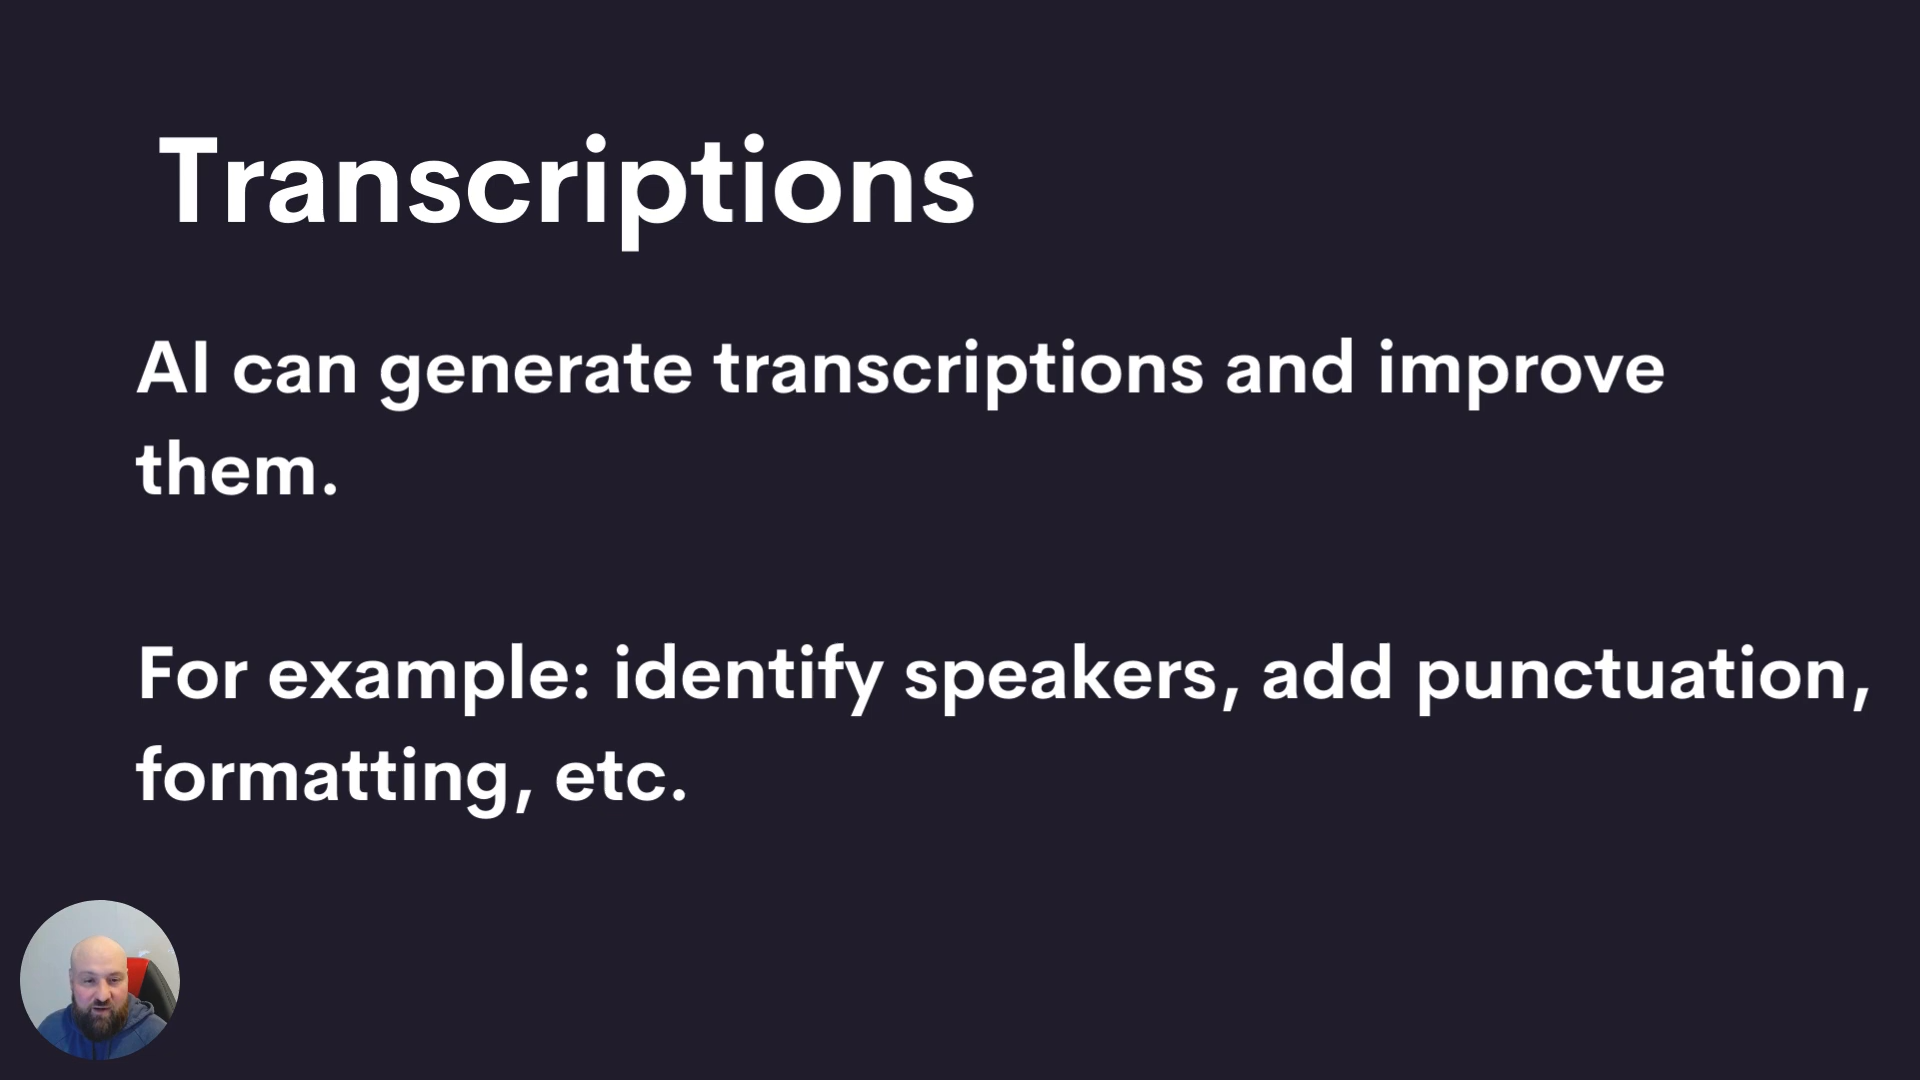 Transcriptions
AI can generate transcriptions and improve
them.
For example: identify speakers, add punctuation,
formatting, etc.